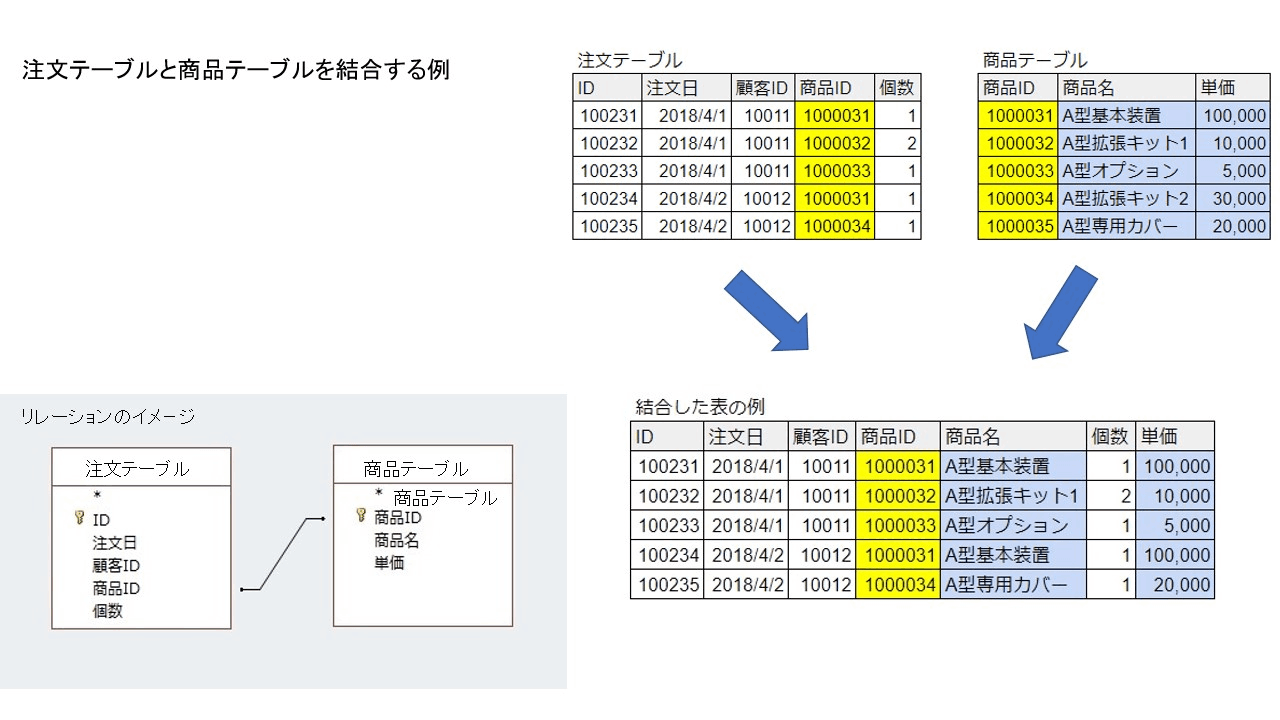 注文テーブルと商品テーブルを結合する例
注文テーブル
ID 注文日 顧客ID 商品ID 個数
100231 2018/4/1 10011 1000031 1
100232 2018/4/1 10011 1000032 2
100233 2018/4/1 10011 1000033 1
100234 2018/4/2 10012 1000031 1
100235 2018/4/2 10012 1000034 1
商品テーブル
商品ID 商品名 単価
1000031 A型基本装置 100,000
1000032 A型拡張キット1 10,000
1000033 A型オプション 5,000
1000034 A型拡張キット2 30,000
1000035 A型専用カバー 20,000
リレーションのイメージ
注文テーブル
*
ID
注文日
顧客ID
商品ID
個数
商品テーブル
* 商品テーブル
商品ID
商品名
単価
結合した表の例
ID 注文日 顧客ID 商品ID 商品名 個数 単価
100231 2018/4/1 10011 1000031 A型基本装置 1 100,000
100232 2018/4/1 10011 1000032 A型拡張キット1 2 10,000
100233 2018/4/1 10011 1000033 A型オプション 1 5,000
100234 2018/4/2 10012 1000031 A型基本装置 1 100,000
100235 2018/4/2 10012 1000034 A型専用カバー 1 20,000